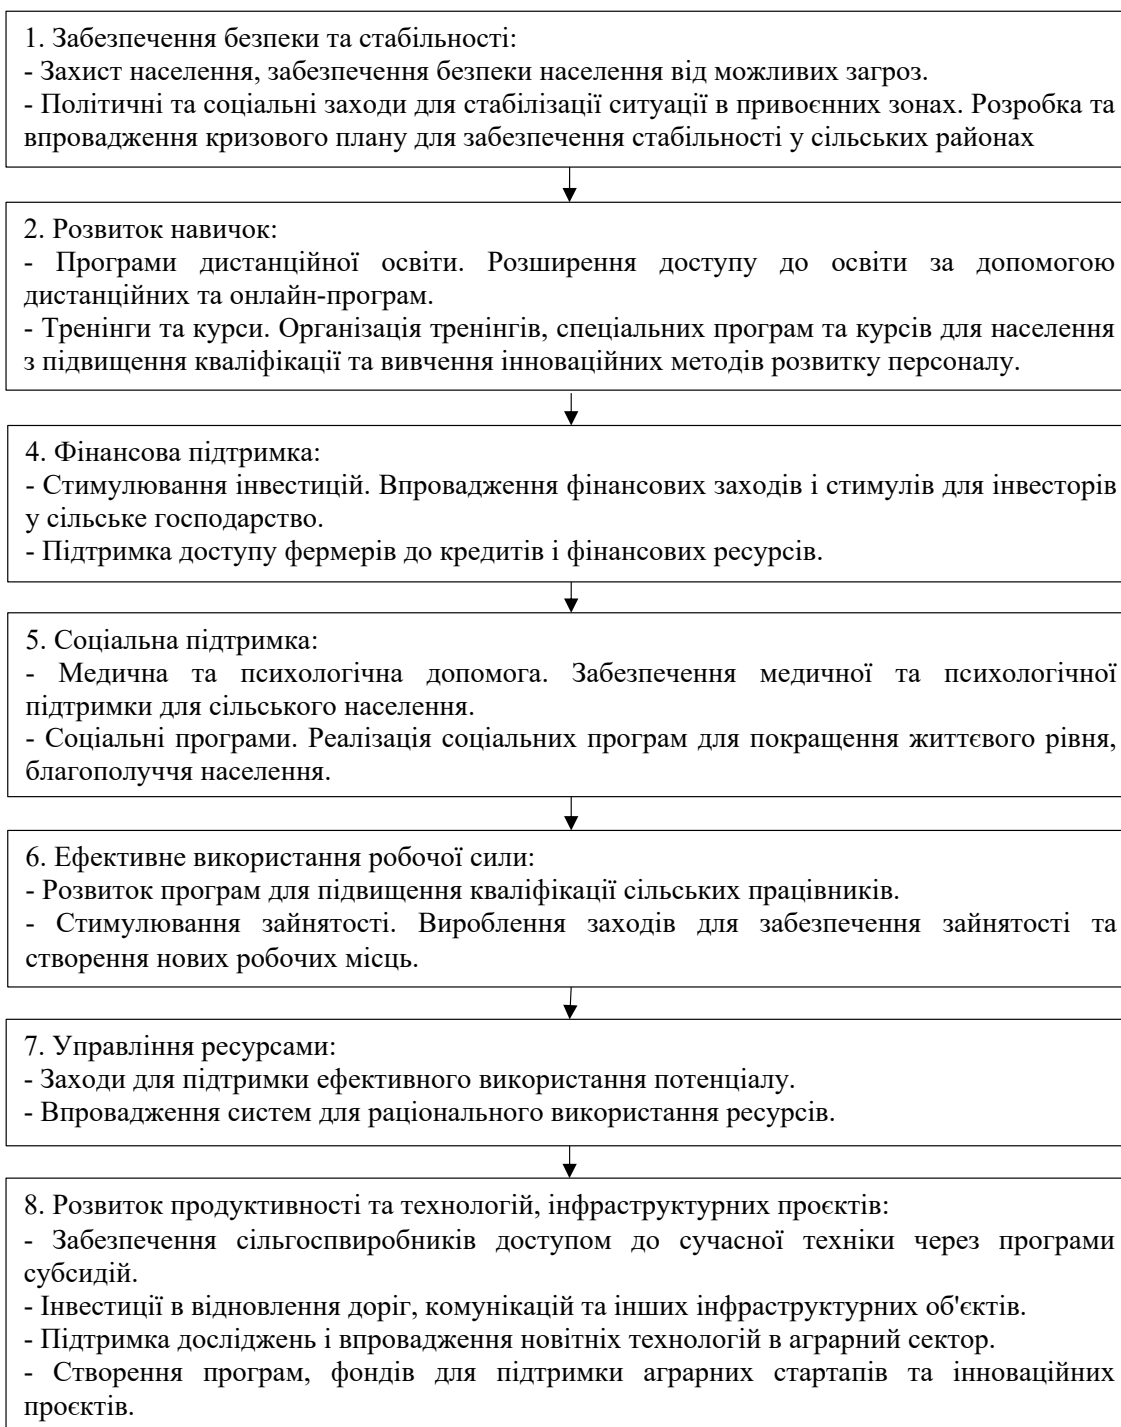 1. Забезпечення безпеки та стабільності:
- Захист населення, забезпечення безпеки населення від можливих загроз.
- Політичні та соціальні заходи для стабілізації ситуації в привоєнних зонах. Розробка та
впровадження кризового плану для забезпечення стабільності у сільських районах
2. Розвиток навичок:
- Програми дистанційної освіти. Розширення доступу до освіти за допомогою
дистанційних та онлайн-програм.
- Тренінги та курси. Організація тренінгів, спеціальних програм та курсів для населення
з підвищення кваліфікації та вивчення інноваційних методів розвитку персоналу.
4. Фінансова підтримка:
- Стимулювання інвестицій. Впровадження фінансових заходів і стимулів для інвесторів
у сільське господарство.
- Підтримка доступу фермерів до кредитів і фінансових ресурсів.
5. Соціальна підтримка:
- Медична та психологічна допомога. Забезпечення медичної та психологічної
підтримки для сільського населення.
- Соціальні програми. Реалізація соціальних програм для покращення життєвого рівня,
благополуччя населення.
6. Ефективне використання робочої сили:
- Розвиток програм для підвищення кваліфікації сільських працівників.
- Стимулювання зайнятості. Вироблення заходів для забезпечення зайнятості та
створення нових робочих місць.
7. Управління ресурсами:
- Заходи для підтримки ефективного використання потенціалу.
- Впровадження систем для раціонального використання ресурсів.
8. Розвиток продуктивності та технологій, інфраструктурних проєктів:
- Забезпечення сільгоспвиробників доступом до сучасної техніки через програми
субсидій.
- Інвестиції в відновлення доріг, комунікацій та інших інфраструктурних об'єктів.
- Підтримка досліджень і впровадження новітніх технологій в аграрний сектор.
- Створення програм, фондів для підтримки аграрних стартапів та інноваційних
проєктів.